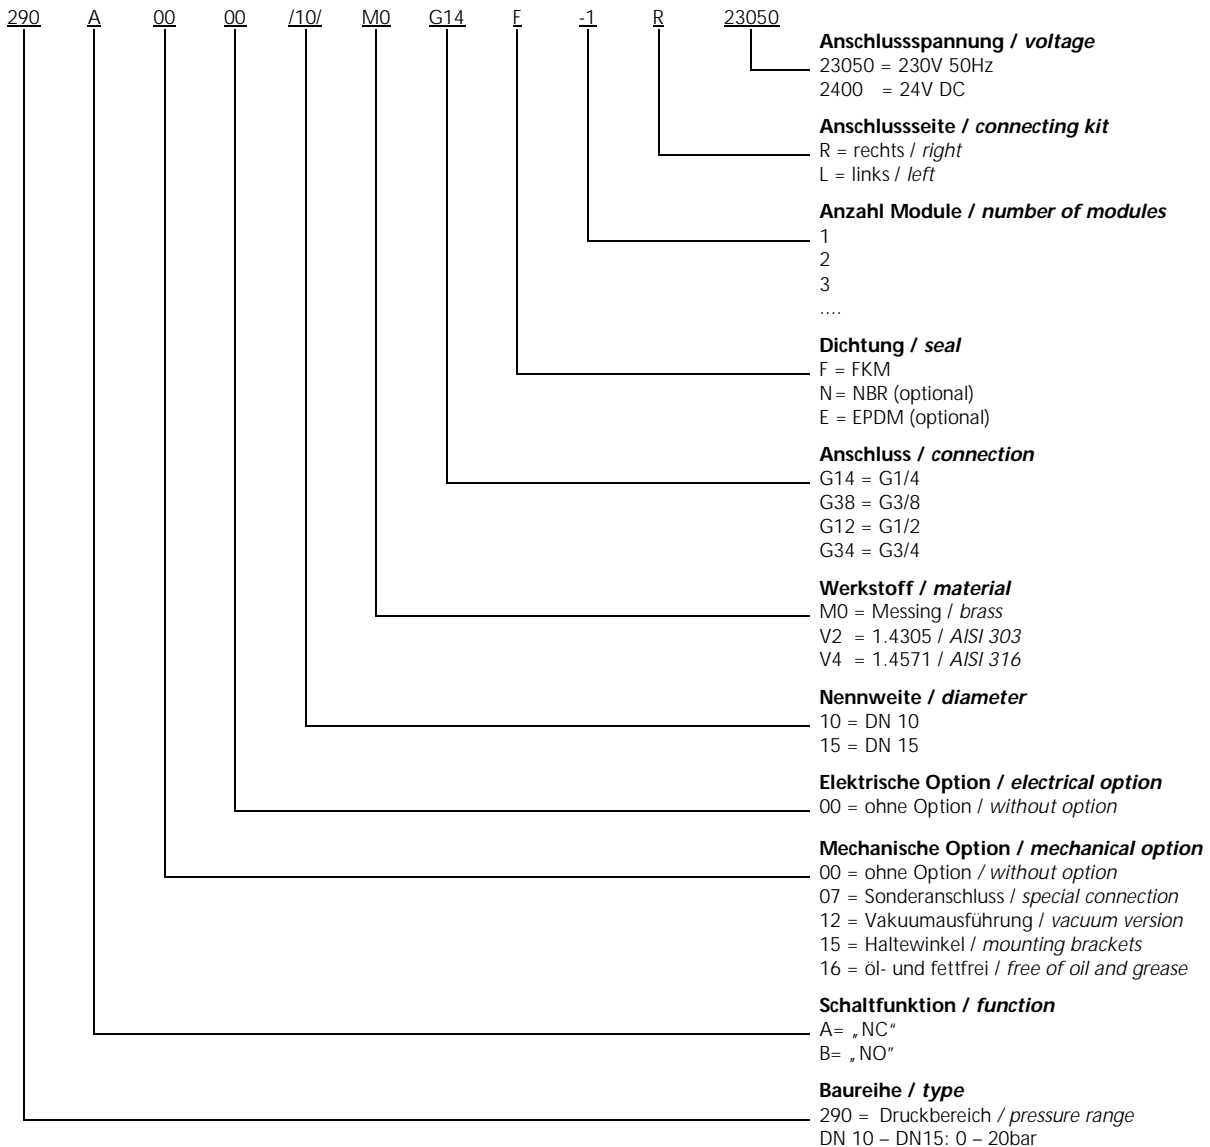 290 A 00 00 /10/ M0 G14 F -1 R 23050
Anschlussspannung / voltage
23050 = 230V 50Hz
2400 = 24V DC
Anschlussseite / connecting kit
R = rechts / right
L = links / left
Anzahl Module / number of modules
1
2
3
....
Dichtung / seal
F = FKM
N = NBR (optional)
E = EPDM (optional)
Anschluss / connection
G14 = G1/4
G38 = G3/8
G12 = G1/2
G34 = G3/4
Werkstoff / material
M0 = Messing / brass
V2 = 1.4305 / AISI 303
V4 = 1.4571 / AISI 316
Nennweite / diameter
10 = DN 10
15 = DN 15
Elektrische Option / electrical option
00 = ohne Option / without option
Mechanische Option / mechanical option
00 = ohne Option / without option
07 = Sonderanschluss / special connection
12 = Vakuumausführung / vacuum version
15 = Haltewinkel / mounting brackets
16 = öl- und fettfrei / free of oil and grease
Schaltfunktion / function
A= „NC“
B= „NO”
Baureihe / type
290 = Druckbereich / pressure range
DN 10 – DN15: 0 – 20bar